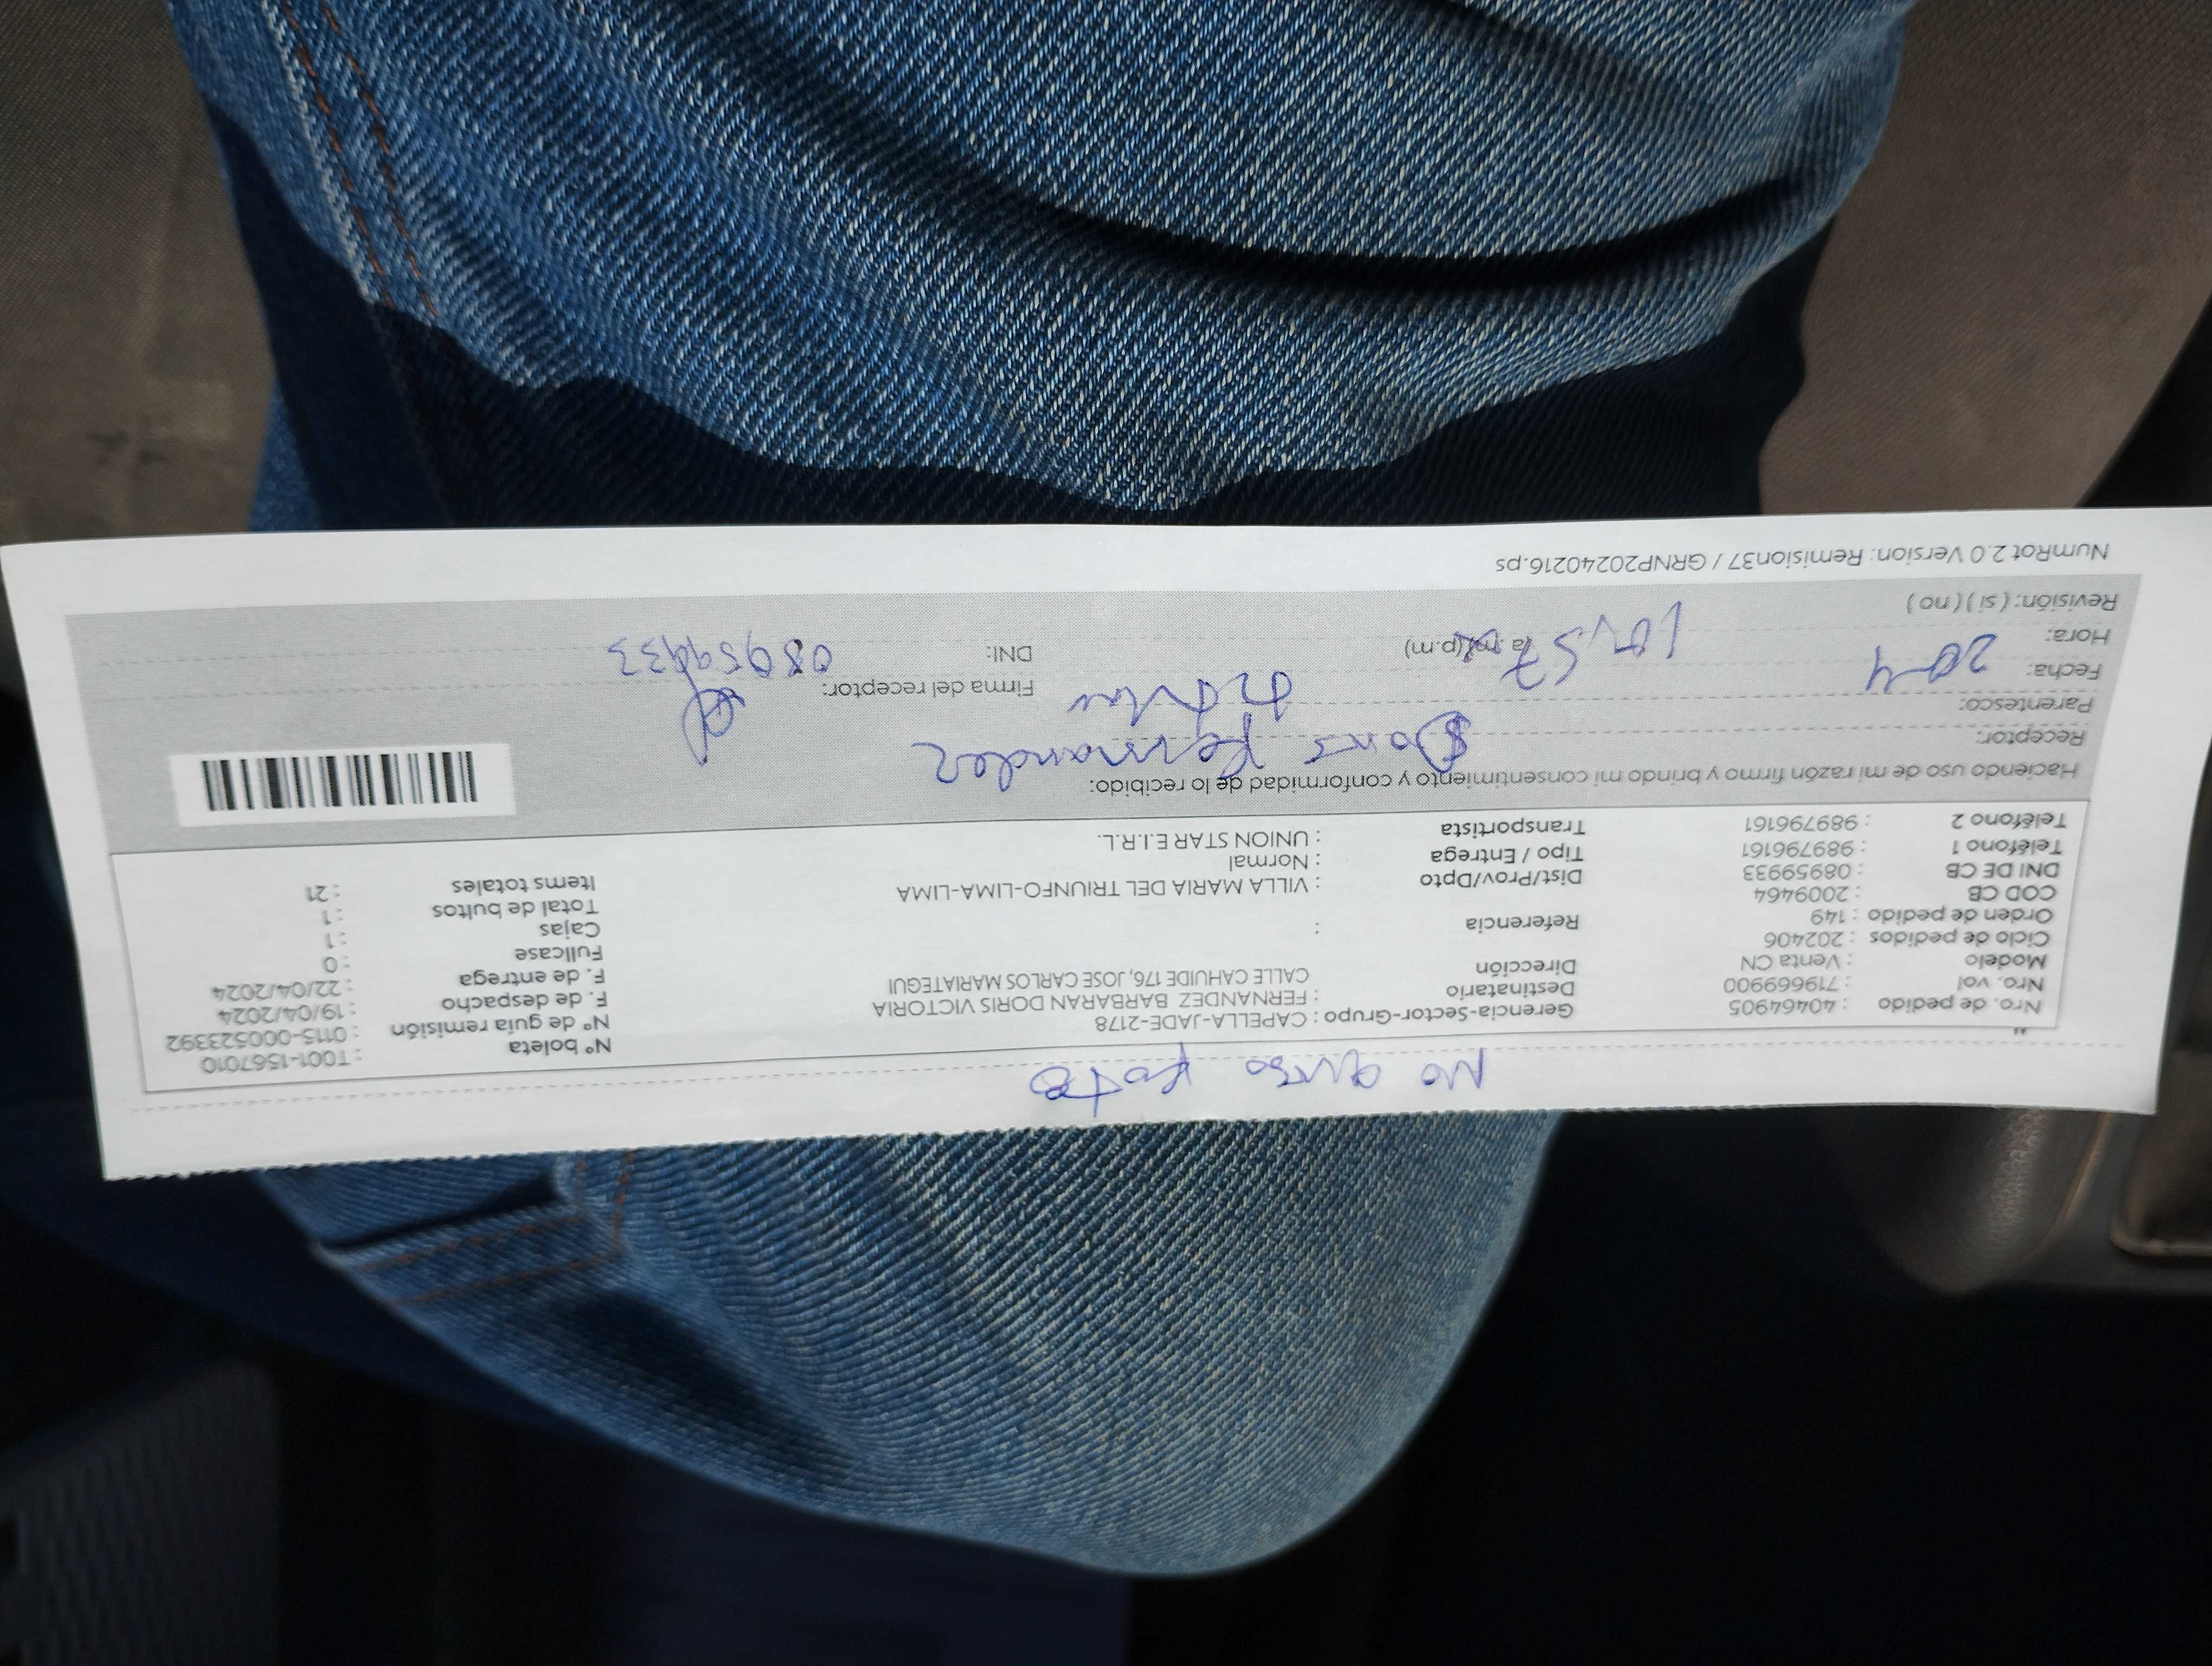 No quiso foto
Nro. de pedido : 40464905
Nro. vol : 719669900
Modelo : Venta CN
Ciclo de pedidos : 202406
Orden de pedido : 149
COD CB : 2009464
DNI DE CB : 08959933
Teléfono 1 : 989796161
Teléfono 2 : 989796161
Gerencia-Sector-Grupo : CAPELLA-JADE-2178
Destinatario : FERNANDEZ BARBARAN DORIS VICTORIA
Dirección CALLE CAHUIDE 176, JOSE CARLOS MARIATEGUI
Referencia :
Dist/Prov/Dpto : VILLA MARIA DEL TRIUNFO-LIMA-LIMA
Tipo / Entrega : Normal
Transportista : UNION STAR E.I.R.L.
N° boleta : T001-1567010
N° de guía remisión : 0115-000523392
F. de despacho : 19/04/2024
F. de entrega : 22/04/2024
Fullcase : 0
Cajas : 1
Total de bultos : 1
Items totales : 21
Haciendo uso de mi razón firmo y brindo mi consentimiento y conformidad de lo recibido:
Receptor: Doris Fernandez
Parentesco: titular
Firma del receptor:
Fecha: 20-4
Hora: (a.m) (p.m)
DNI: 08959933
Revisión: ( si ) ( no )
NumRot 2.0 Version: Remision37 / GRNP20240216.ps